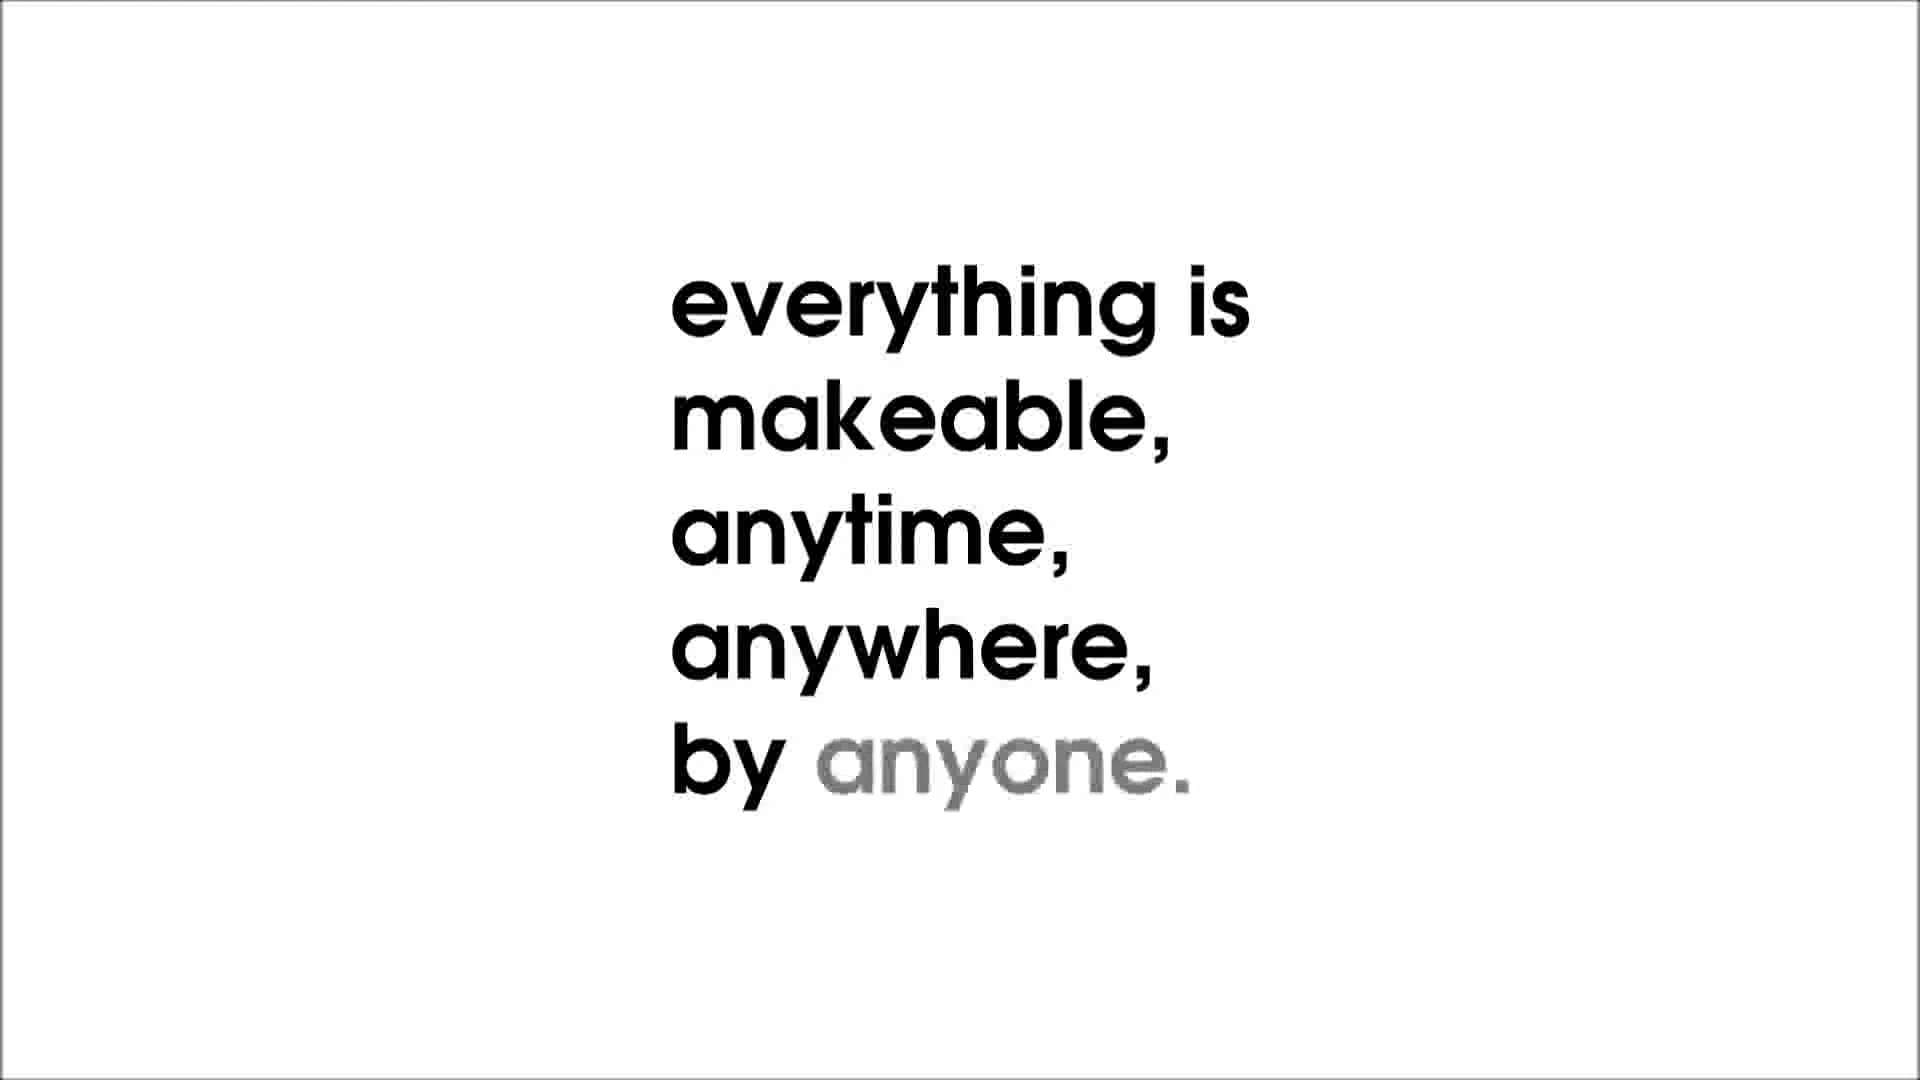 everything is
makeable,
anytime,
anywhere,
by anyone.